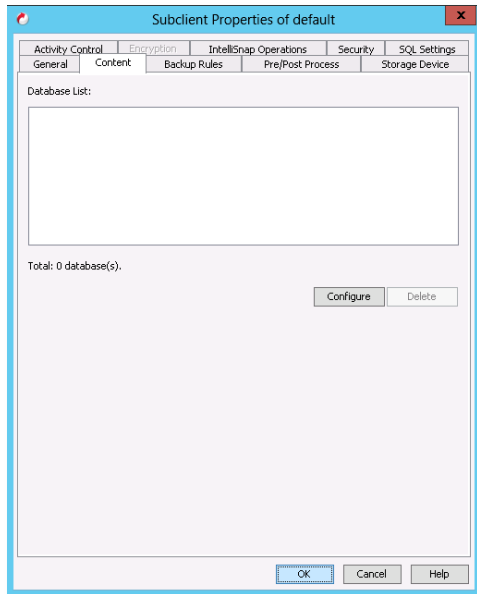 Subclient Properties of default
x
Activity Control Encryption IntelliSnap Operations Security SQL Settings
General Content Backup Rules Pre/Post Process Storage Device
Database List:
Total: 0 database(s).
Configure Delete
OK Cancel Help